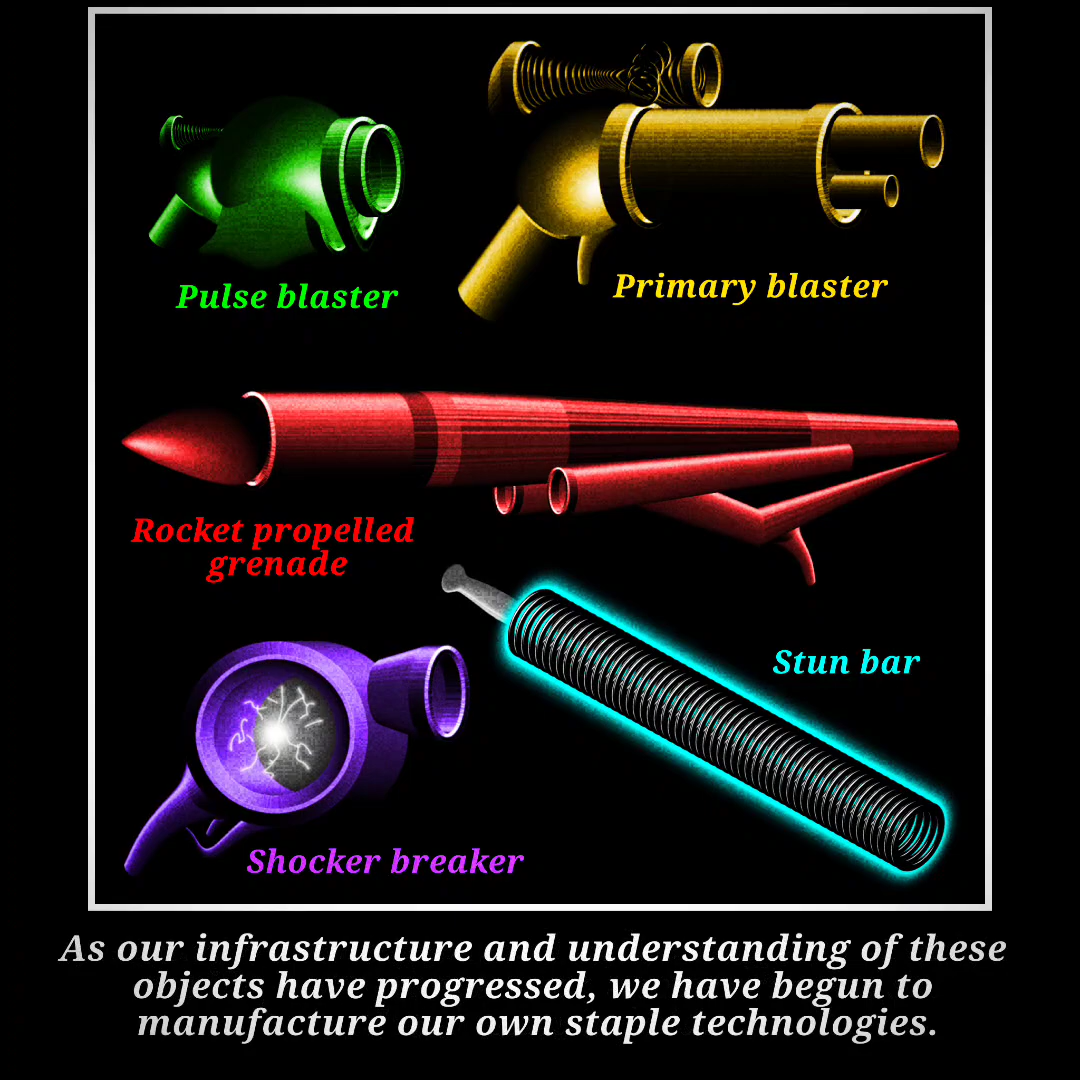 Pulse blaster
Primary blaster
Rocket propelled
grenade
Stun bar
Shocker breaker
As our infrastructure and understanding of these
objects have progressed, we have begun to
manufacture our own staple technologies.